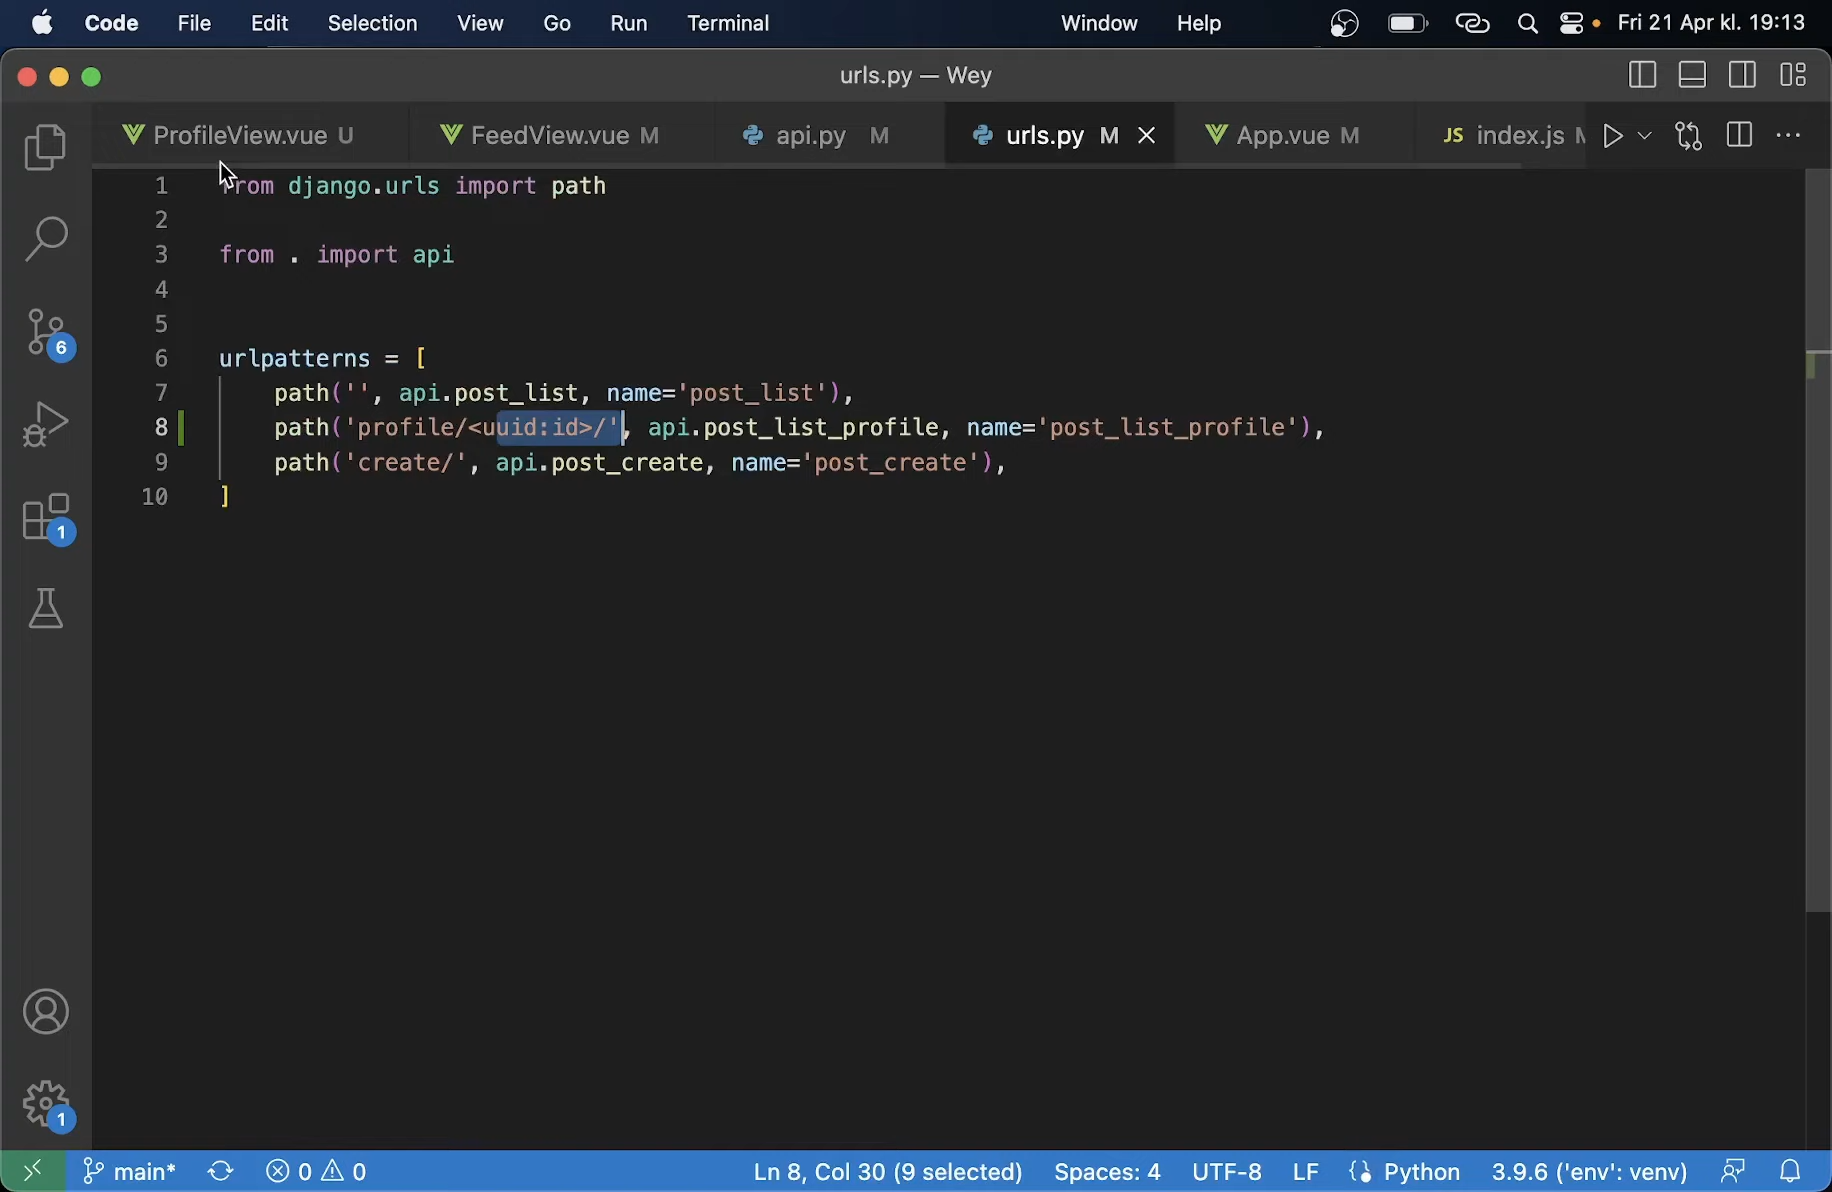 Code File Edit Selection View Go Run Terminal Window Help Fri 21 Apr kl. 19:13
urls.py — Wey
ProfileView.vue U FeedView.vue M api.py M urls.py M App.vue M JS index.js
1 from django.urls import path
2
3 from . import api
4
5
6 urlpatterns = [
7 path('', api.post_list, name='post_list'),
8 path('profile/<uuid:id>/', api.post_list_profile, name='post_list_profile'),
9 path('create/', api.post_create, name='post_create'),
10 ]
6
1
1
main* 0 0 Ln 8, Col 30 (9 selected) Spaces: 4 UTF-8 LF Python 3.9.6 ('env': venv)